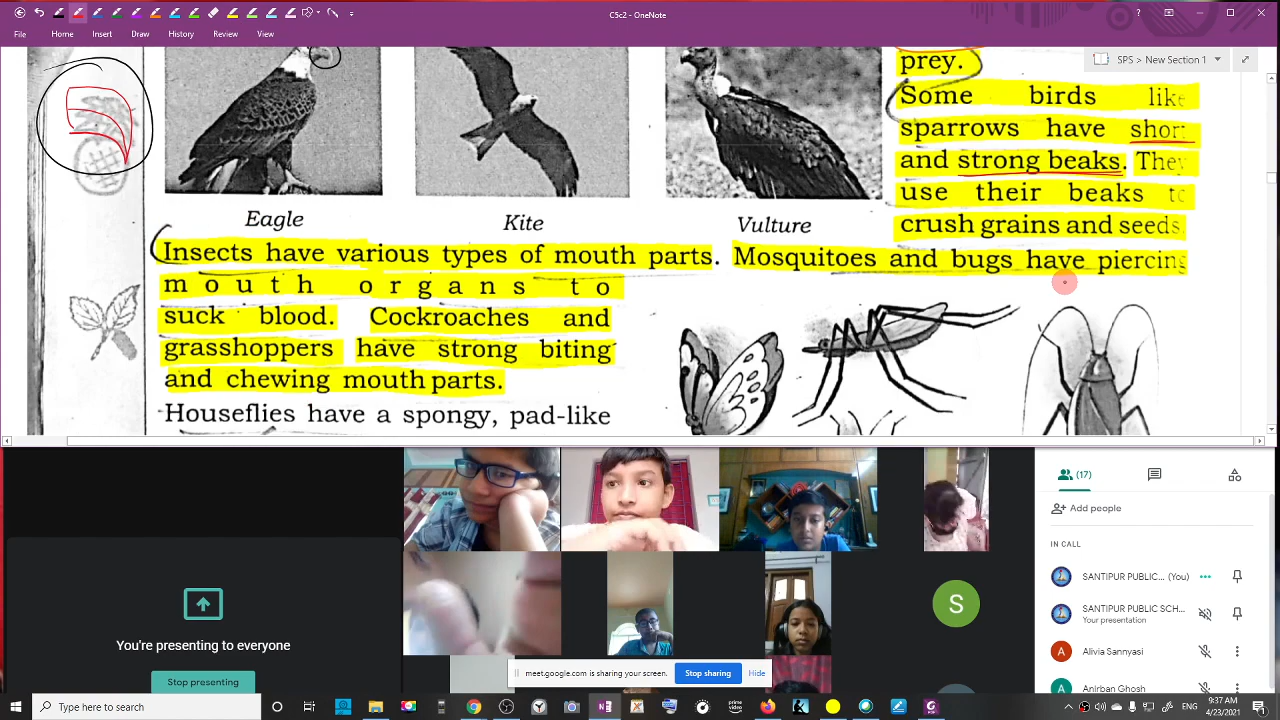 C5c2 - OneNote
File Home Insert Draw History Review View
SPS > New Section 1
prey.
Some birds like
sparrows have short
and strong beaks. They
use their beaks to
crush grains and seeds.
Eagle
Kite
Vulture
Insects have various types of mouth parts. Mosquitoes and bugs have piercing
mouth organs to
suck blood. Cockroaches and
grasshoppers have strong biting
and chewing mouth parts.
Houseflies have a spongy, pad-like
You're presenting to everyone
Stop presenting
S
meet.google.com is sharing your screen.
Stop sharing
Hide
(17)
Add people
IN CALL
SANTIPUR PUBLIC... (You)
SANTIPUR PUBLIC SCH...
Your presentation
A
Alivia Sannyasi
A
Anirban Ghosh
Type here to search
prime video
9:37 AM
4/23/2021